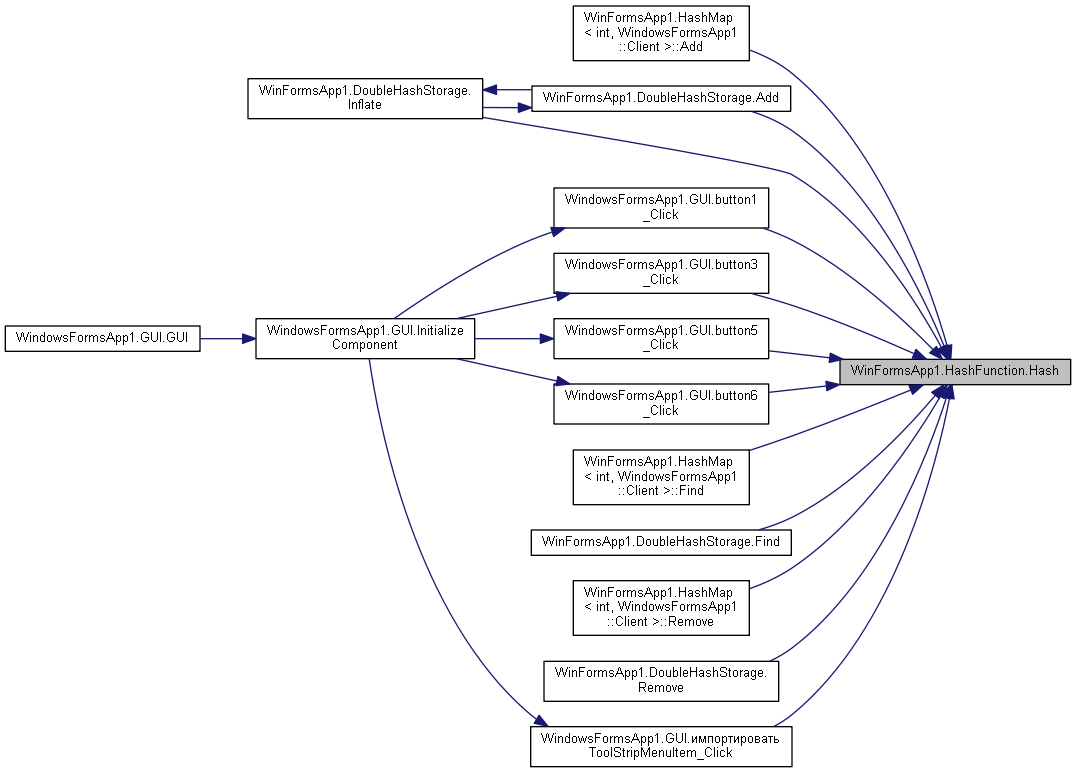 WinFormsApp1.HashMap
< int, WindowsFormsApp1
::Client >::Add
WinFormsApp1.DoubleHashStorage.
Inflate
WinFormsApp1.DoubleHashStorage.Add
WindowsFormsApp1.GUI.button1
_Click
WindowsFormsApp1.GUI.button3
_Click
WindowsFormsApp1.GUI.GUI
WindowsFormsApp1.GUI.Initialize
Component
WindowsFormsApp1.GUI.button5
_Click
WinFormsApp1.HashFunction.Hash
WindowsFormsApp1.GUI.button6
_Click
WinFormsApp1.HashMap
< int, WindowsFormsApp1
::Client >::Find
WinFormsApp1.DoubleHashStorage.Find
WinFormsApp1.HashMap
< int, WindowsFormsApp1
::Client >::Remove
WinFormsApp1.DoubleHashStorage.
Remove
WindowsFormsApp1.GUI.импортировать
ToolStripMenuItem_Click